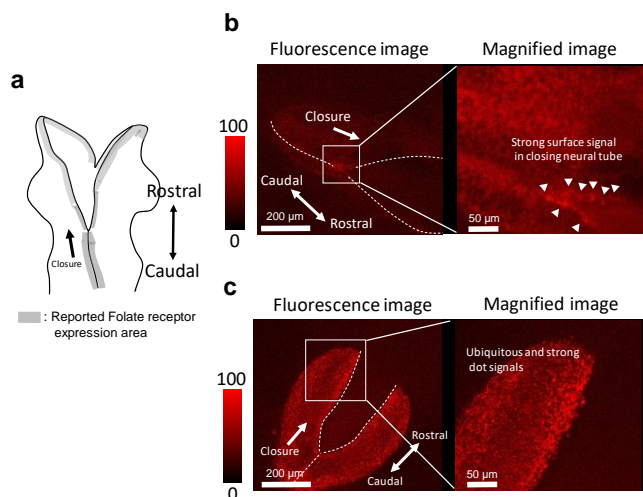 a
Rostral
Closure
Caudal
: Reported Folate receptor
expression area
b
Fluorescence image
Magnified image
100
0
Closure
Caudal
Rostral
200 µm
Strong surface signal
in closing neural tube
50 µm
c
Fluorescence image
Magnified image
100
0
Closure
Rostral
Caudal
200 µm
Ubiquitous and strong
dot signals
50 µm